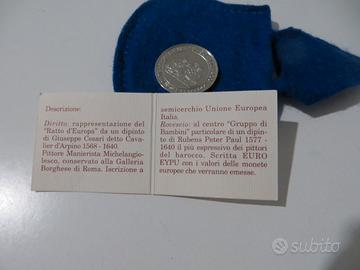 Descrizione:
Diritto: rappresentazione del
"Ratto d'Europa" da un dipinto
di Giuseppe Cesari detto Cava-
lier d'Arpino 1568 - 1640.
Pittore Manierista Michelangio-
lesco, conservato alla Galleria
Borghese di Roma. Iscrizione a
semicerchio Unione Europea
Italia.
Rovescio: al centro "Gruppo di
Bambini" particolare di un dipin-
to di Rubens Peter Paul 1577 -
1640 il più espressivo dei pittori
del barocco. Scritta EURO
EYPU con i valori delle monete
europee che verranno emesse.
subito